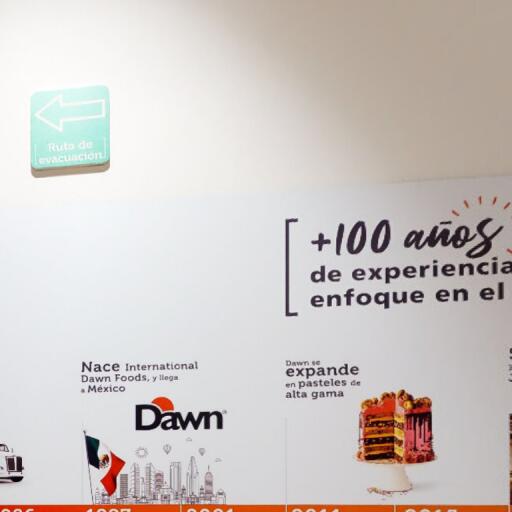 Ruta de
evacuación
+100 años
de experiencia
enfoque en el
Nace International
Dawn Foods, y llega
a México
Dawn se
expande
en pasteles de
alta gama
Dawn